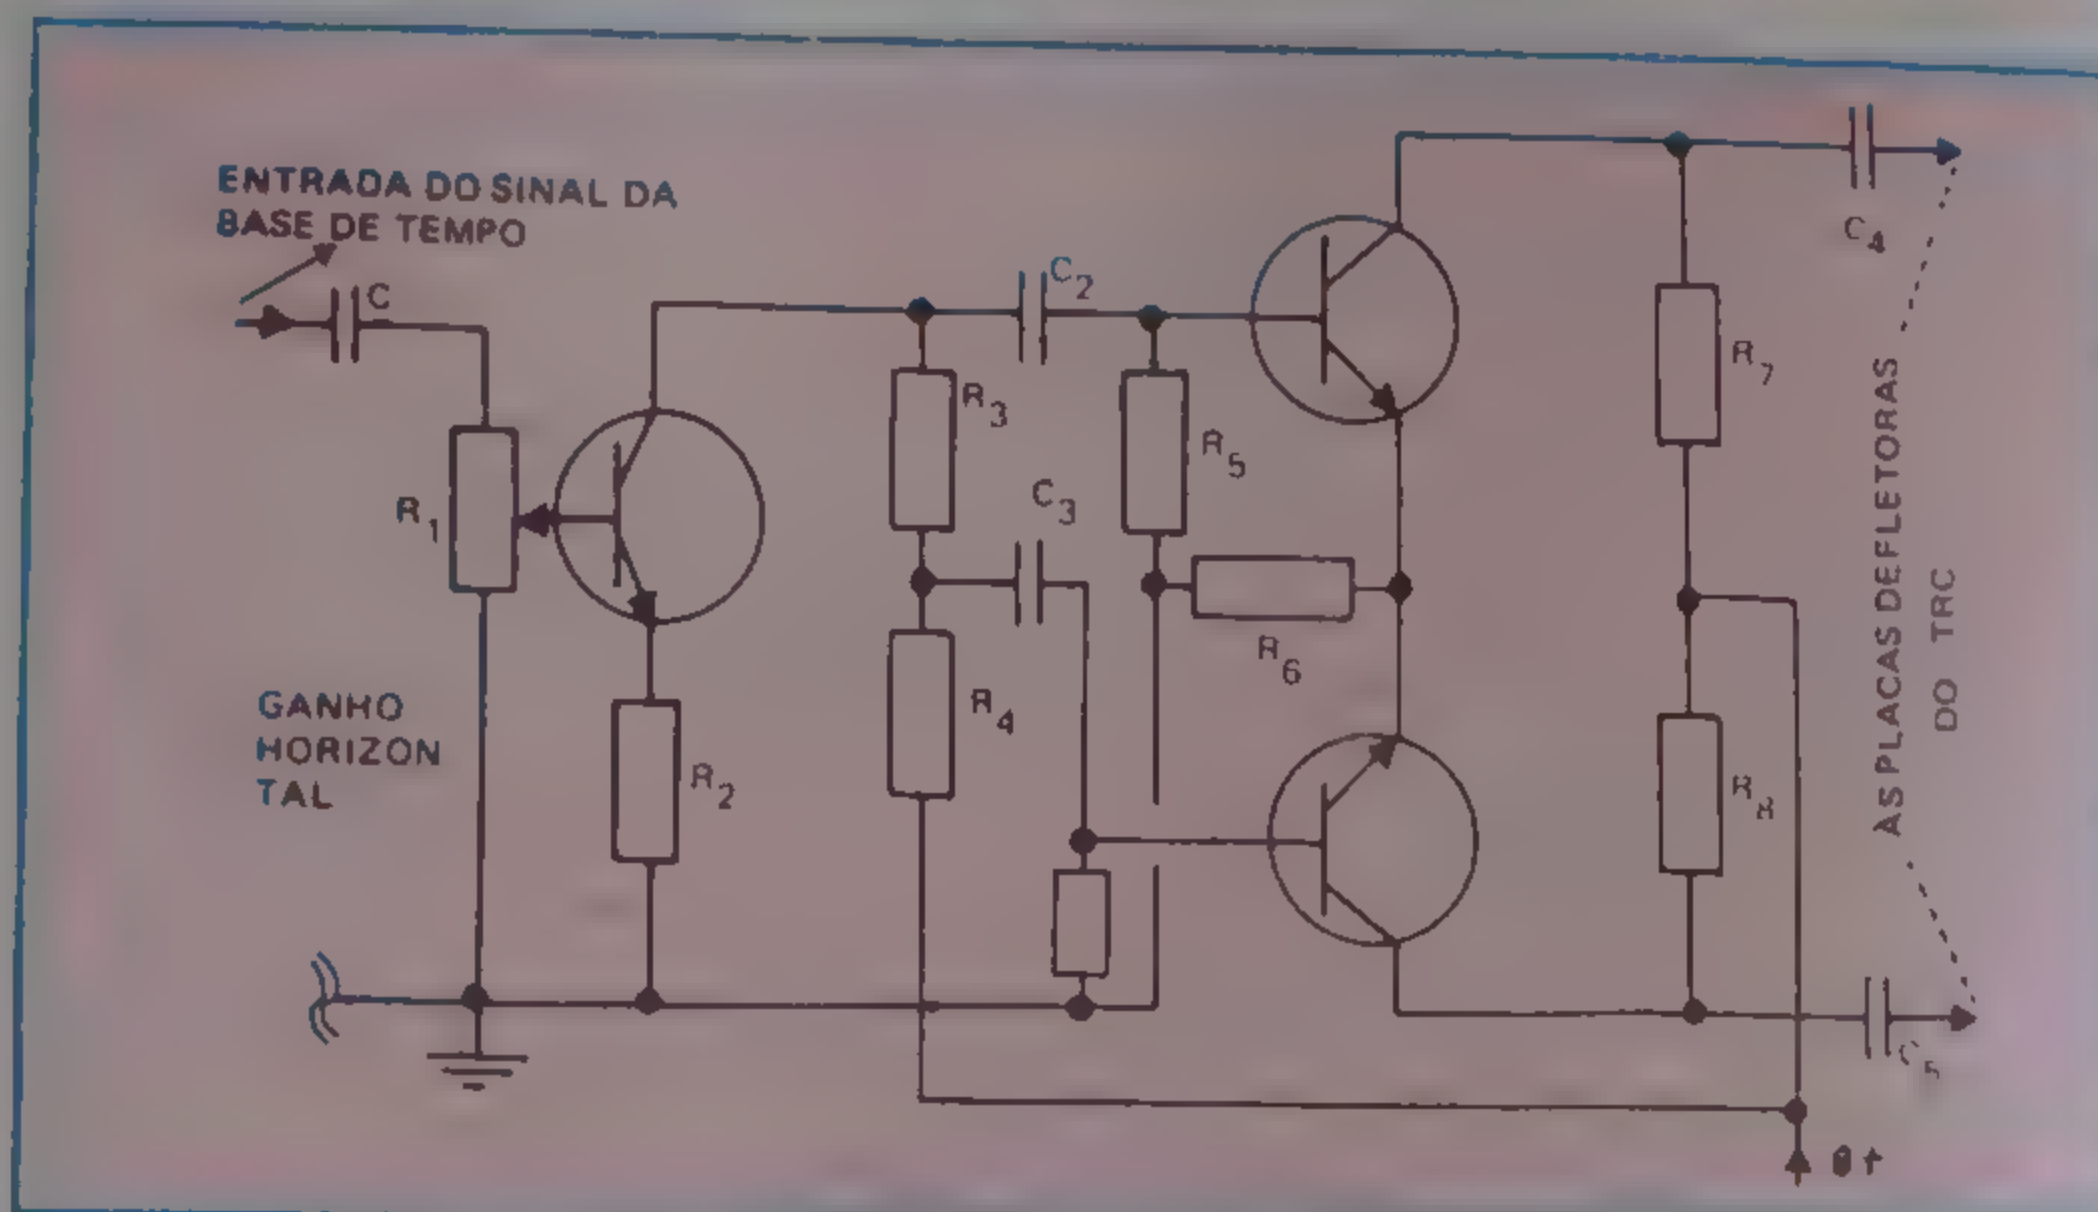 ENTRADA DO SINAL DA
BASE DE TEMPO
C
C2
C4
R3
R7
R5
R1
C3
R6
R4
GANHO
HORIZON
TAL
R2
R8
AS PLACAS DEFLETORAS
DO TRC
C5
B+